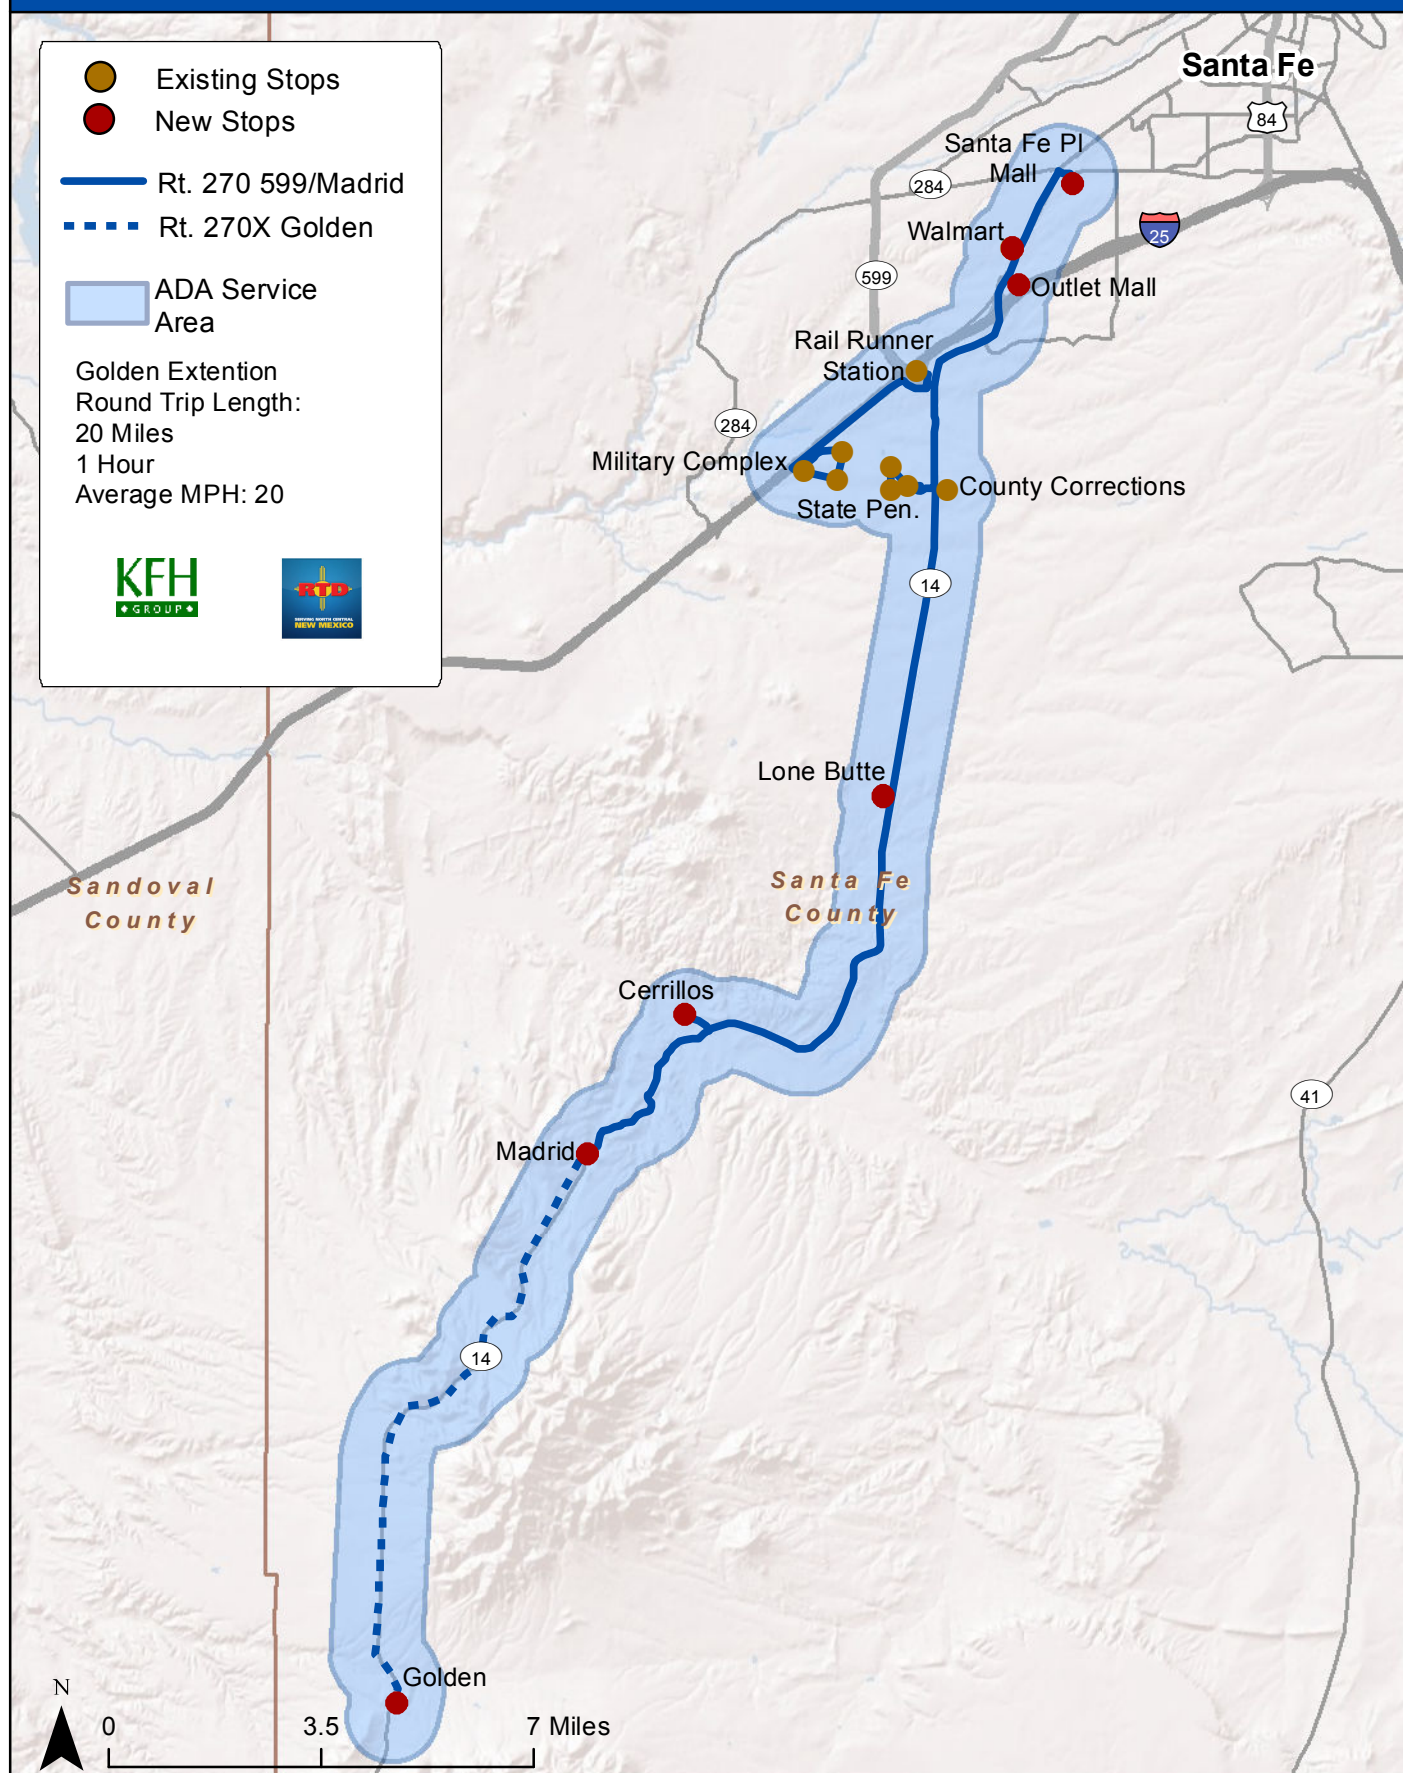 Existing Stops
New Stops
Rt. 270 599/Madrid
Rt. 270X Golden
ADA Service
Area
Golden Extention
Round Trip Length:
20 Miles
1 Hour
Average MPH: 20
KFH
GROUP
RTD
SERVING NORTH CENTRAL
NEW MEXICO
Santa Fe
84
Santa Fe Pl
Mall
284
Walmart
25
599
Outlet Mall
Rail Runner
Station
284
Military Complex
County Corrections
State Pen.
14
Lone Butte
Sandoval
County
Santa Fe
County
Cerrillos
41
Madrid
14
Golden
N
0
3.5
7 Miles